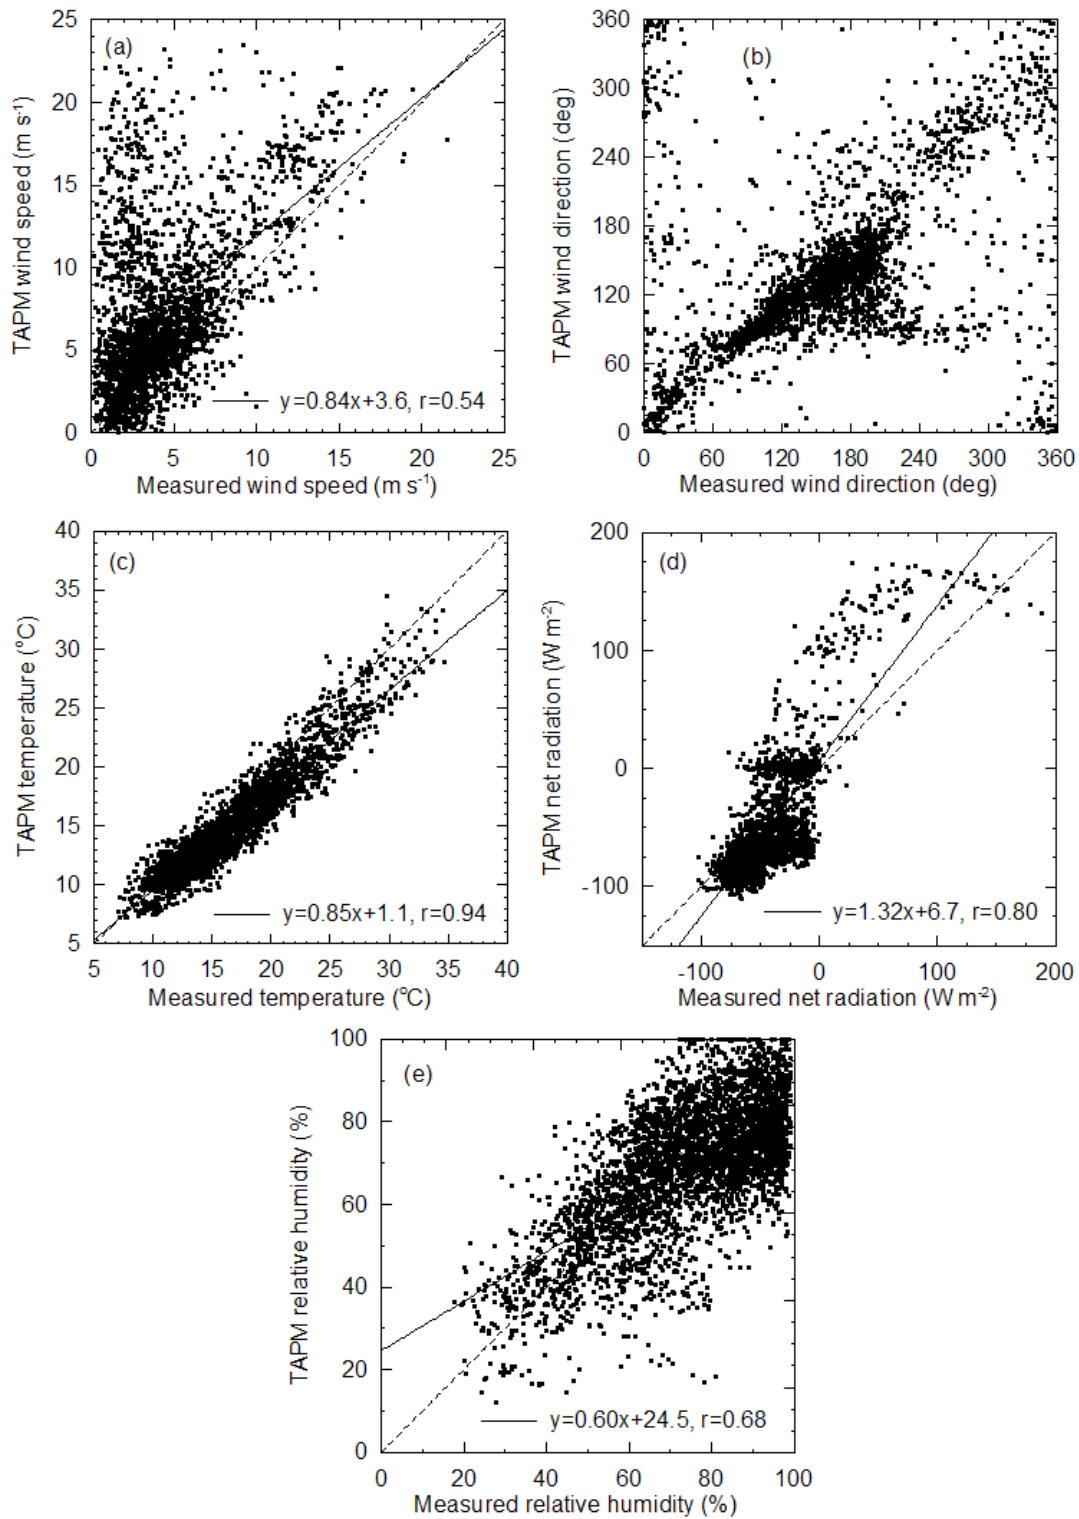 (a)
TAPM wind speed (m s⁻¹)
25
20
15
10
5
0
0 5 10 15 20 25
y=0.84x+3.6, r=0.54
Measured wind speed (m s⁻¹)
(b)
TAPM wind direction (deg)
360
300
240
180
120
60
0
0 60 120 180 240 300 360
Measured wind direction (deg)
(c)
TAPM temperature (°C)
40
35
30
25
20
15
10
5
5 10 15 20 25 30 35 40
y=0.85x+1.1, r=0.94
Measured temperature (°C)
(d)
TAPM net radiation (W m⁻²)
200
100
0
-100
-100 0 100 200
y=1.32x+6.7, r=0.80
Measured net radiation (W m⁻²)
(e)
TAPM relative humidity (%)
100
80
60
40
20
0
0 20 40 60 80 100
y=0.60x+24.5, r=0.68
Measured relative humidity (%)